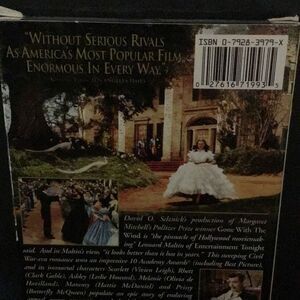 "WITHOUT SERIOUS RIVALS
AS AMERICA'S MOST POPULAR FILM.
ENORMOUS IN EVERY WAY."
ISBN 0-7928-3979-X
0 27616 71993 5
David O. Selznick's production of Margaret
Mitchell's Pulitzer Prize winner Gone With The
Wind is "the pinnacle of Hollywood moviemak-
ing" Leonard Maltin of Entertainment Tonight
said. And in Maltin's view, "it looks better than it has in years." This sweeping Civil
War-era romance won an impressive 10 Academy Awards® (including Best Picture),
and its immortal characters Scarlett (Vivien Leigh), Rhett
(Clark Gable), Ashley (Leslie Howard), Melanie (Olivia de
Havilland), Mammy (Hattie McDaniel) and Prissy
(Butterfly McQueen) populate an epic story of enduring